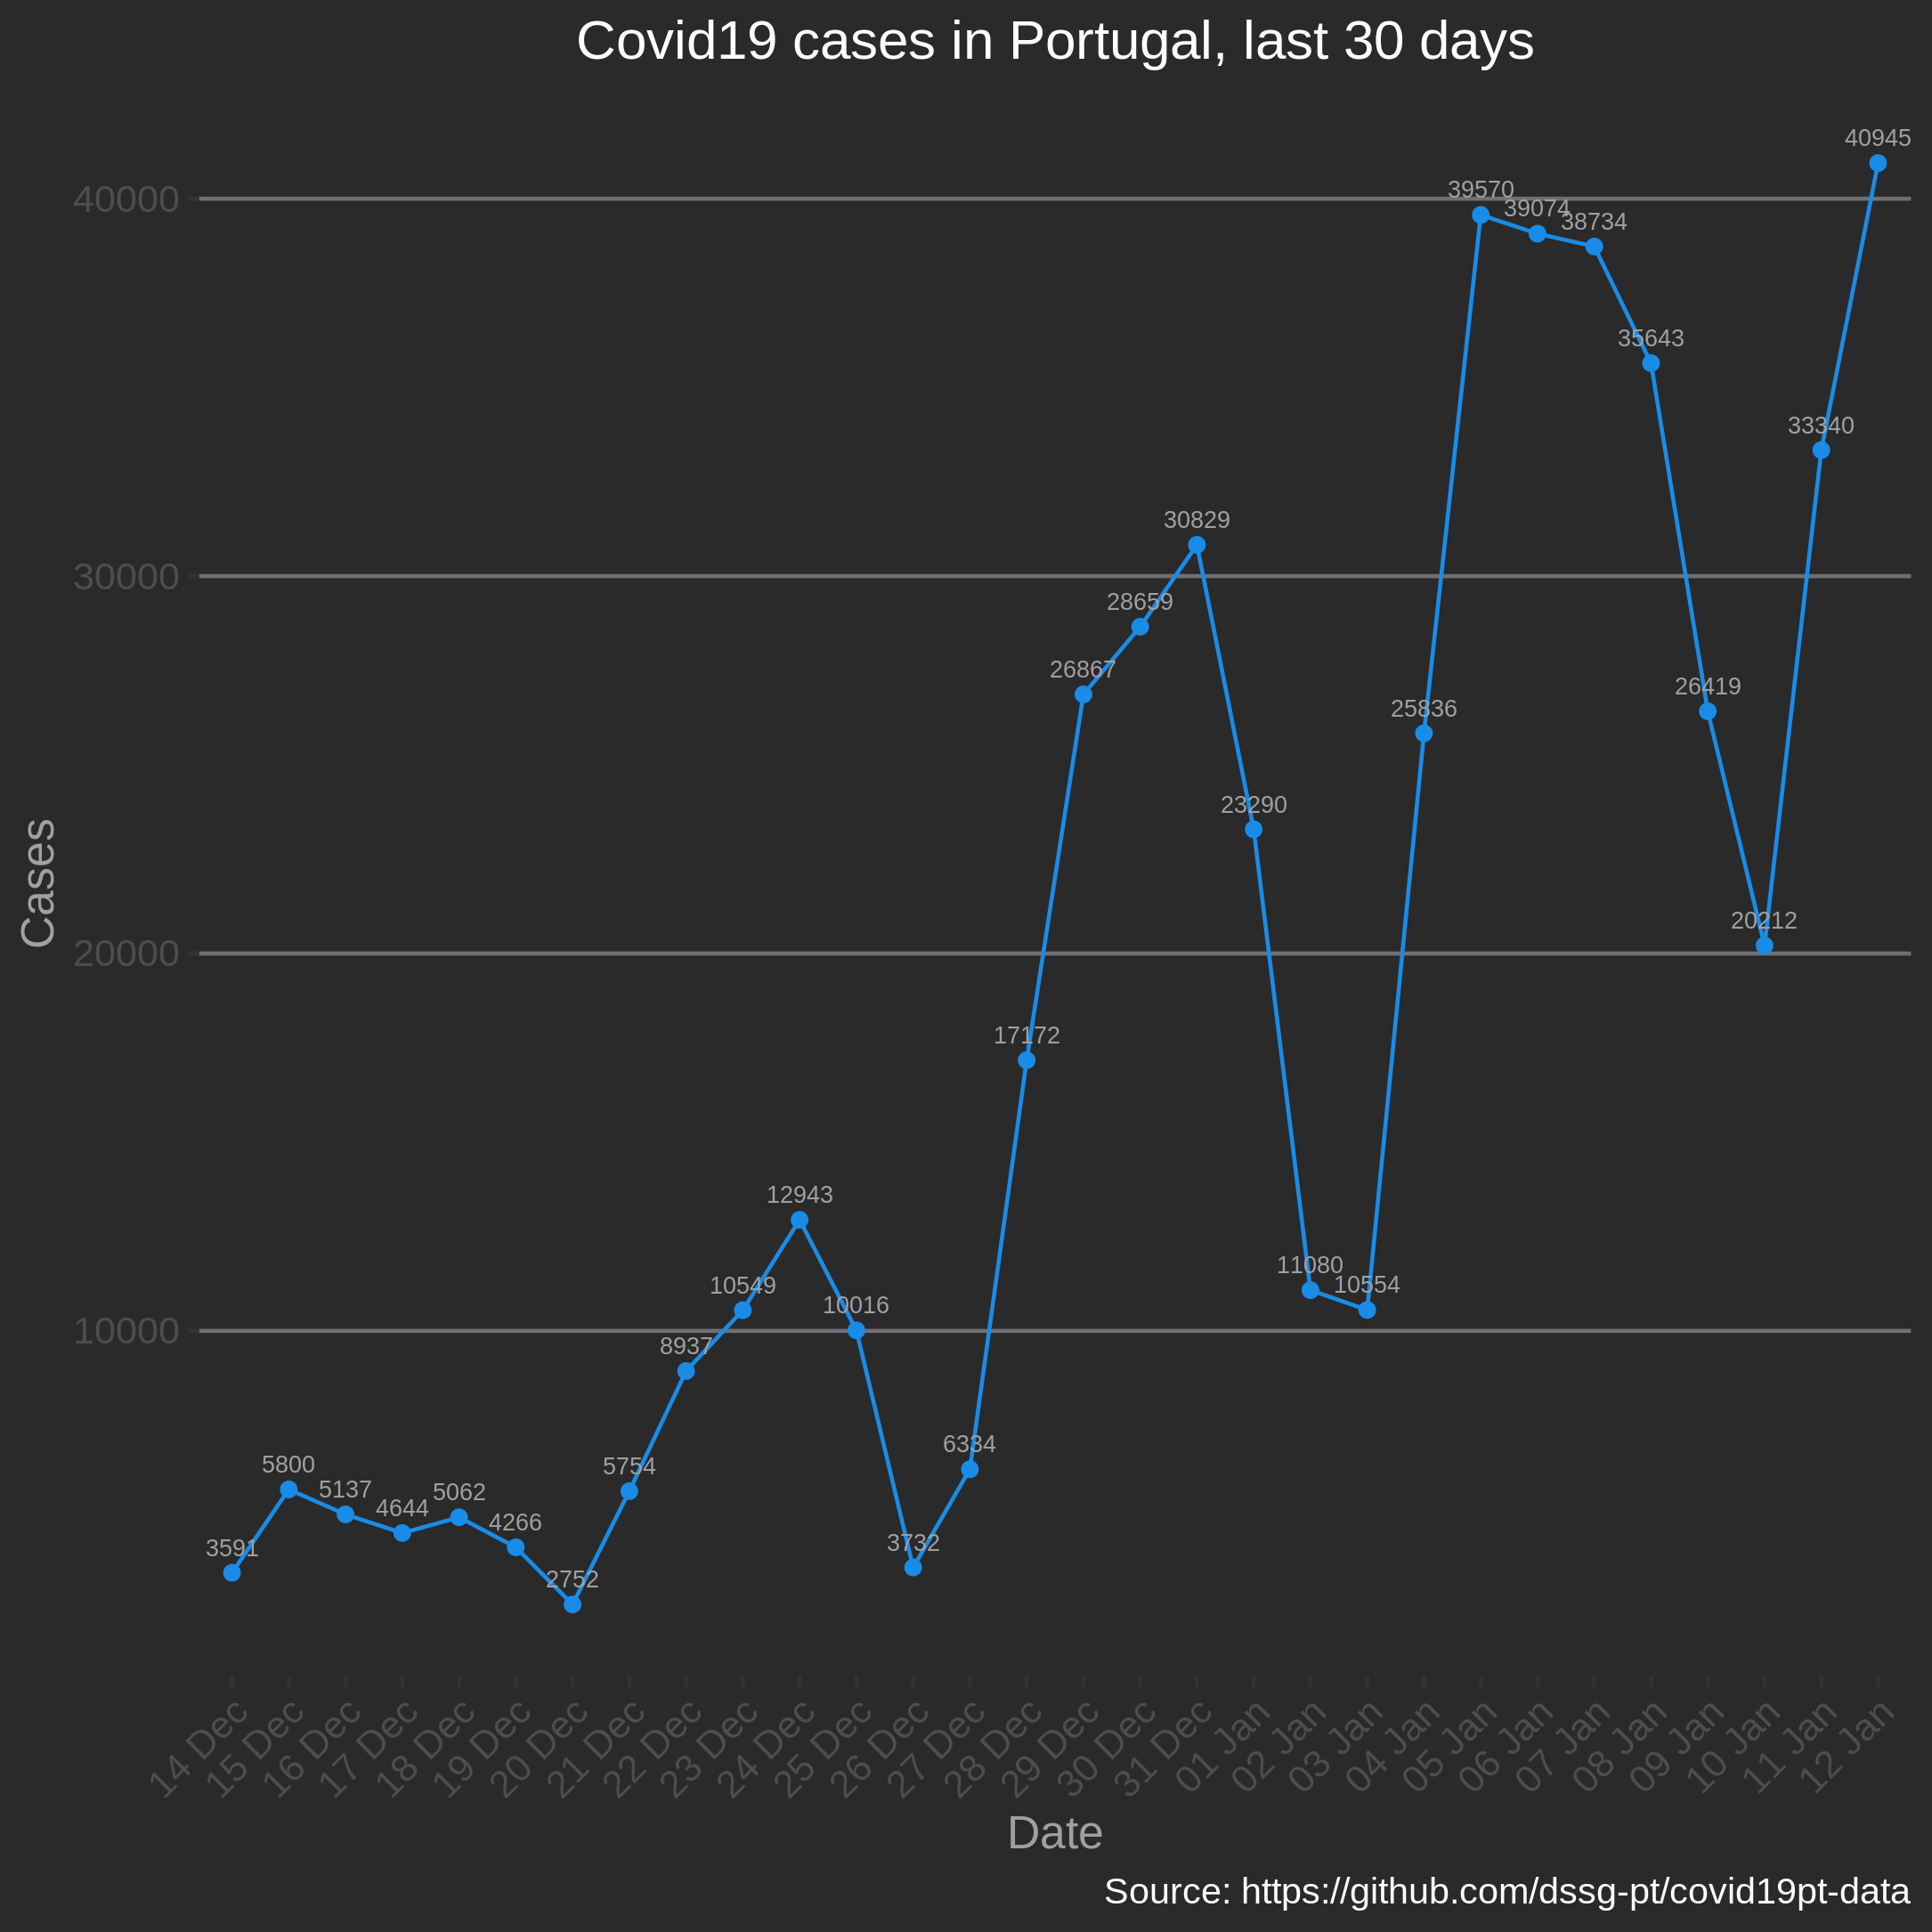 Covid19 cases in Portugal, last 30 days
40945
40000
39570
39074
38734
35643
33340
30829
30000
28659
26867
26419
25836
23290
20212
20000
Cases
17172
12943
11080
10554
10549
10016
10000
8937
6334
5754
5800
5137
5062
4644
4266
3732
3591
2752
14 Dec
15 Dec
16 Dec
17 Dec
18 Dec
19 Dec
20 Dec
21 Dec
22 Dec
23 Dec
24 Dec
25 Dec
26 Dec
27 Dec
28 Dec
29 Dec
30 Dec
31 Dec
01 Jan
02 Jan
03 Jan
04 Jan
05 Jan
06 Jan
07 Jan
08 Jan
09 Jan
10 Jan
11 Jan
12 Jan
Date
Source: https://github.com/dssg-pt/covid19pt-data